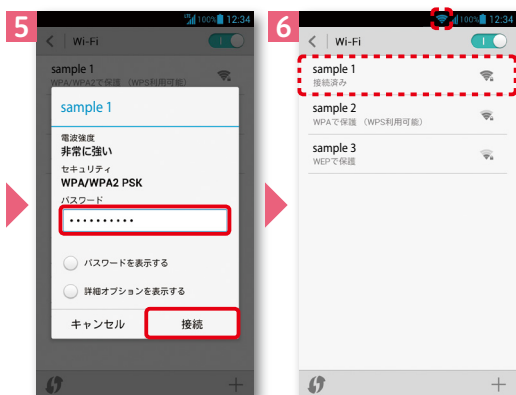 5
LTE 100% 12:34
Wi-Fi
sample 1
WPA/WPA2で保護 （WPS利用可能）
sample 1
電波強度
非常に強い
セキュリティ
WPA/WPA2 PSK
パスワード
••••••••••
パスワードを表示する
詳細オプションを表示する
キャンセル 接続
6
100% 12:34
Wi-Fi
sample 1
接続済み
sample 2
WPAで保護 （WPS利用可能）
sample 3
WEPで保護